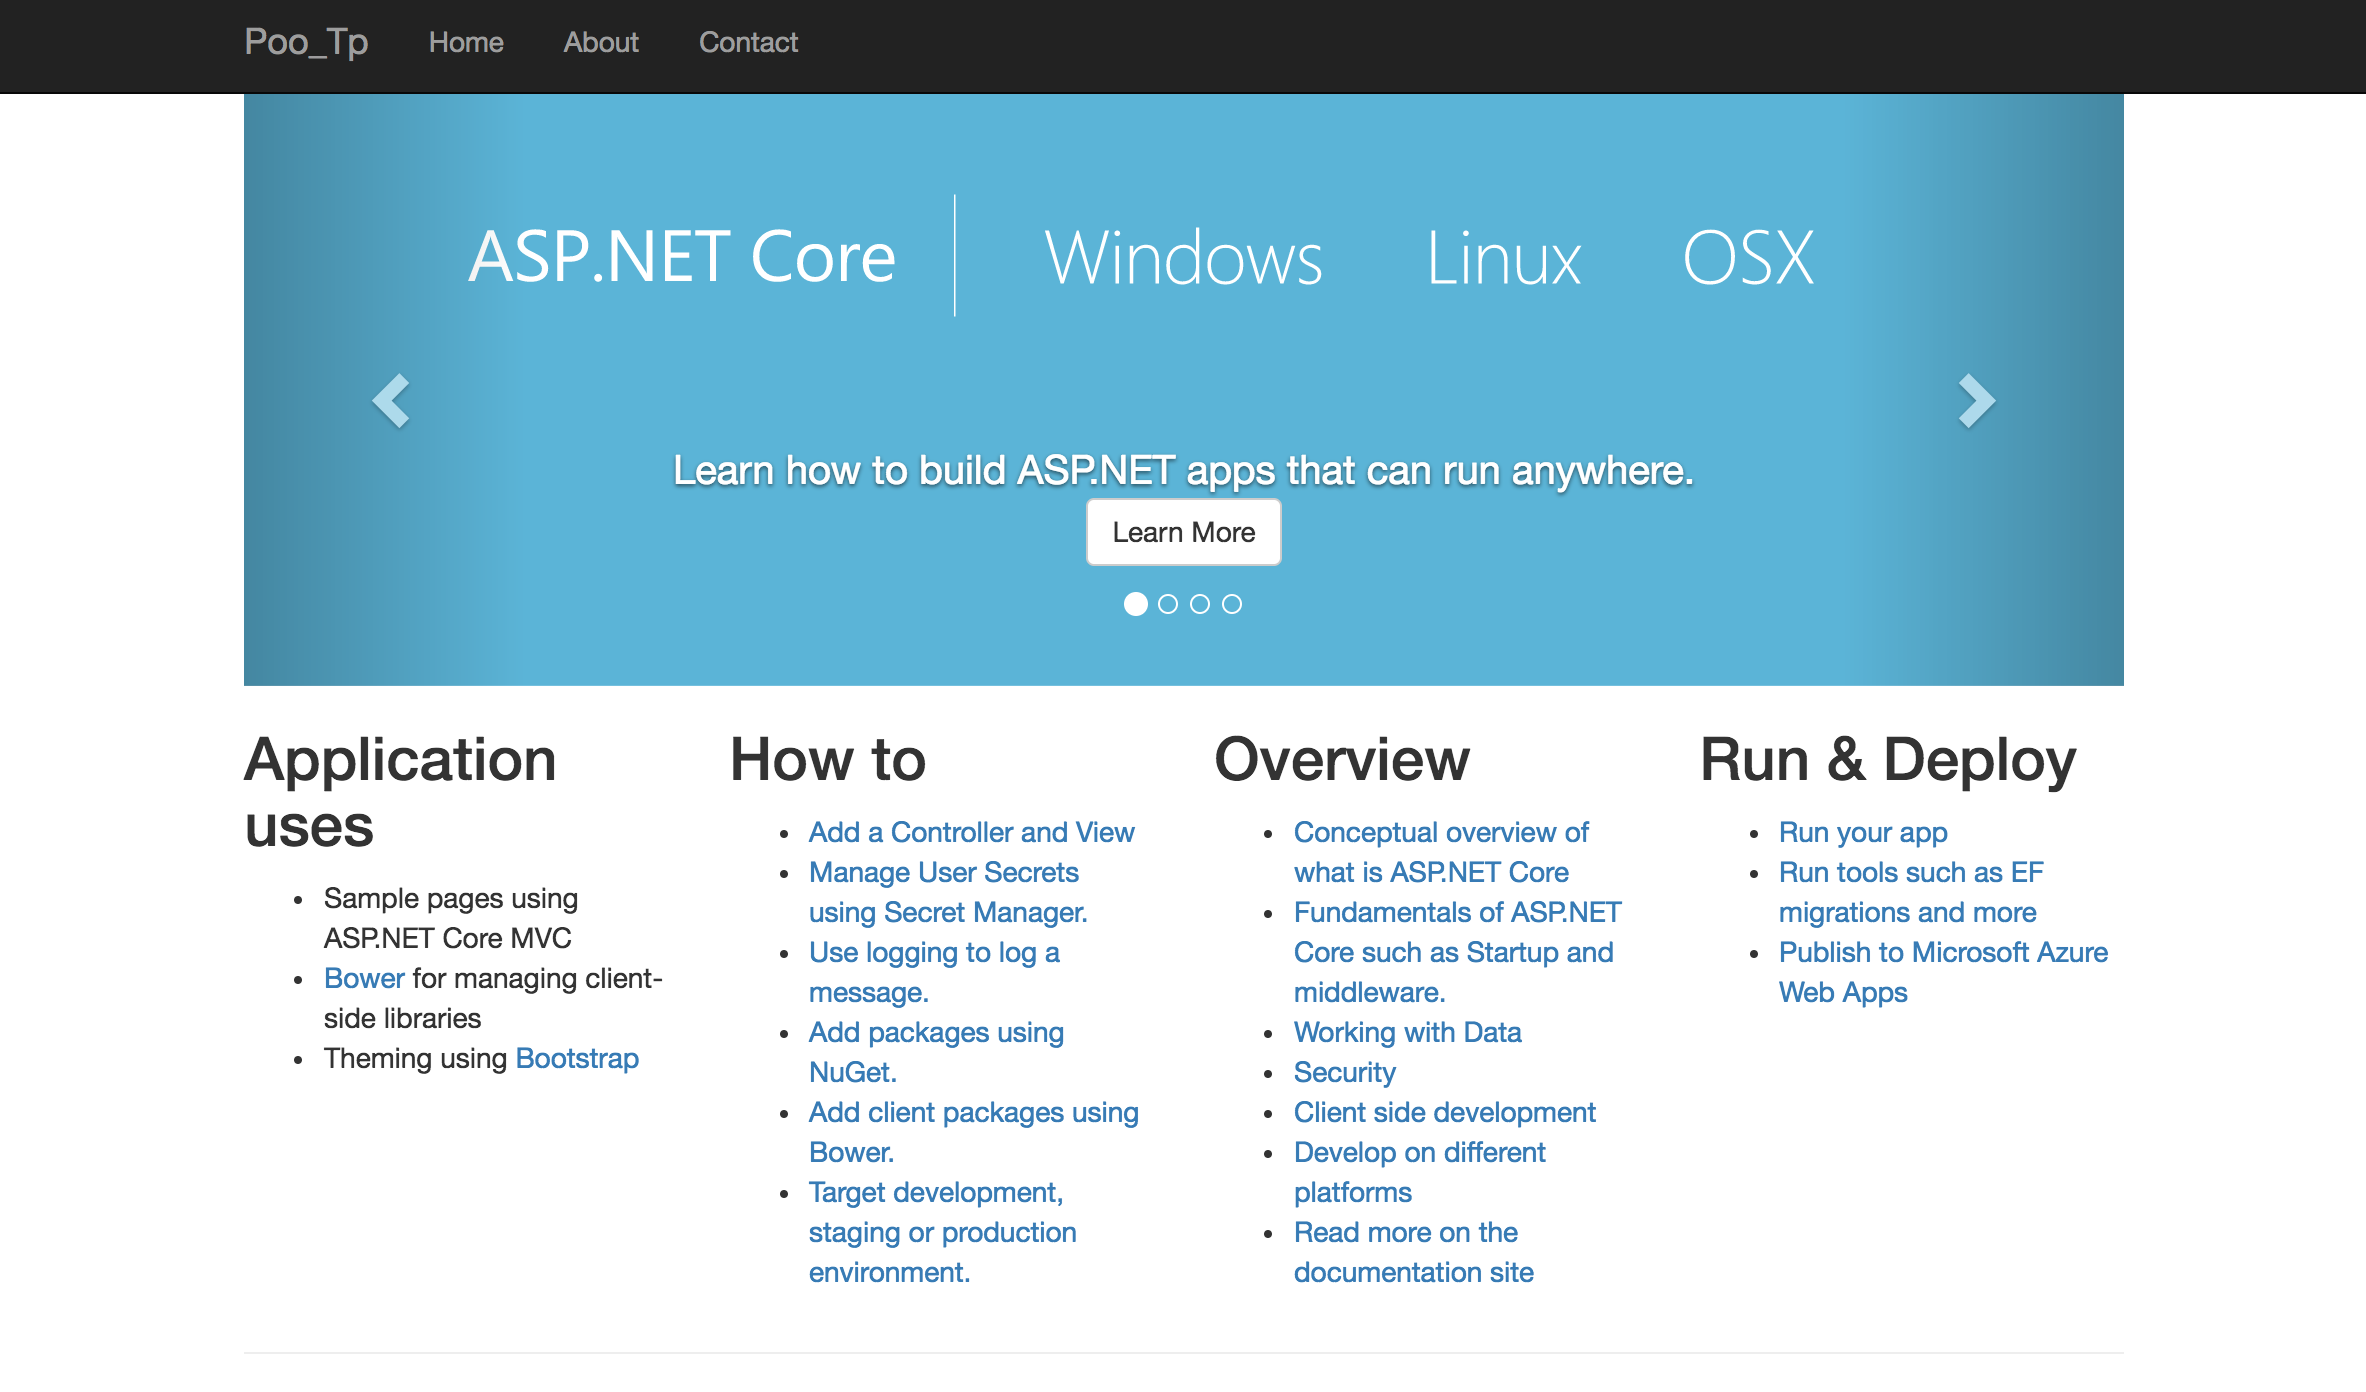 Poo_Tp Home About Contact
ASP.NET Core Windows Linux OSX
Learn how to build ASP.NET apps that can run anywhere.
Learn More
Application
uses
Sample pages using
ASP.NET Core MVC
Bower for managing client-
side libraries
Theming using Bootstrap
How to
Add a Controller and View
Manage User Secrets
using Secret Manager.
Use logging to log a
message.
Add packages using
NuGet.
Add client packages using
Bower.
Target development,
staging or production
environment.
Overview
Conceptual overview of
what is ASP.NET Core
Fundamentals of ASP.NET
Core such as Startup and
middleware.
Working with Data
Security
Client side development
Develop on different
platforms
Read more on the
documentation site
Run & Deploy
Run your app
Run tools such as EF
migrations and more
Publish to Microsoft Azure
Web Apps